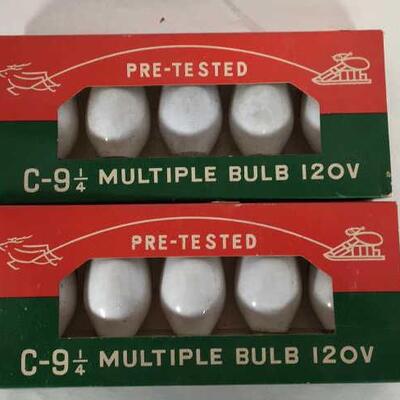 PRE-TESTED
C-9 1/4 MULTIPLE BULB 120V
PRE-TESTED
C-9 1/4 MULTIPLE BULB 120V